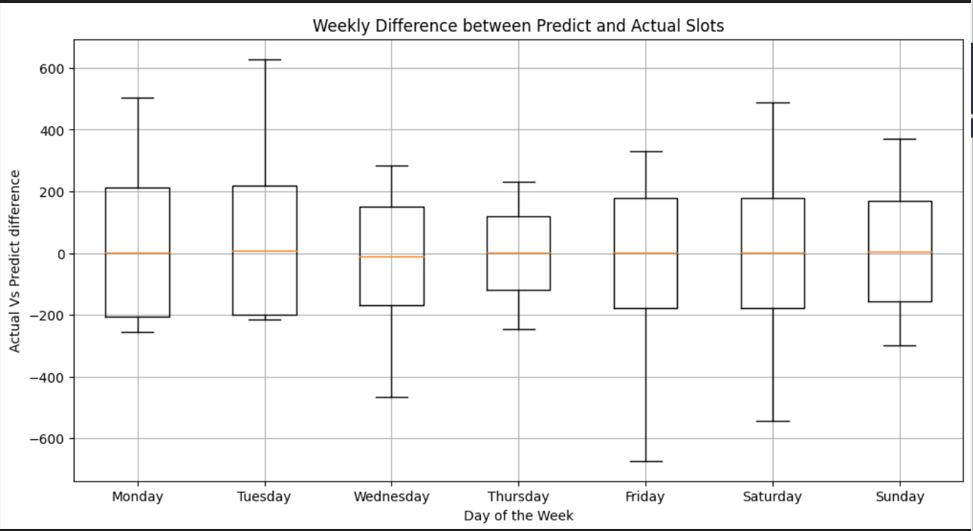 Weekly Difference between Predict and Actual Slots
600
400
200
0
−200
−400
−600
Actual Vs Predict difference
Monday Tuesday Wednesday Thursday Friday Saturday Sunday
Day of the Week